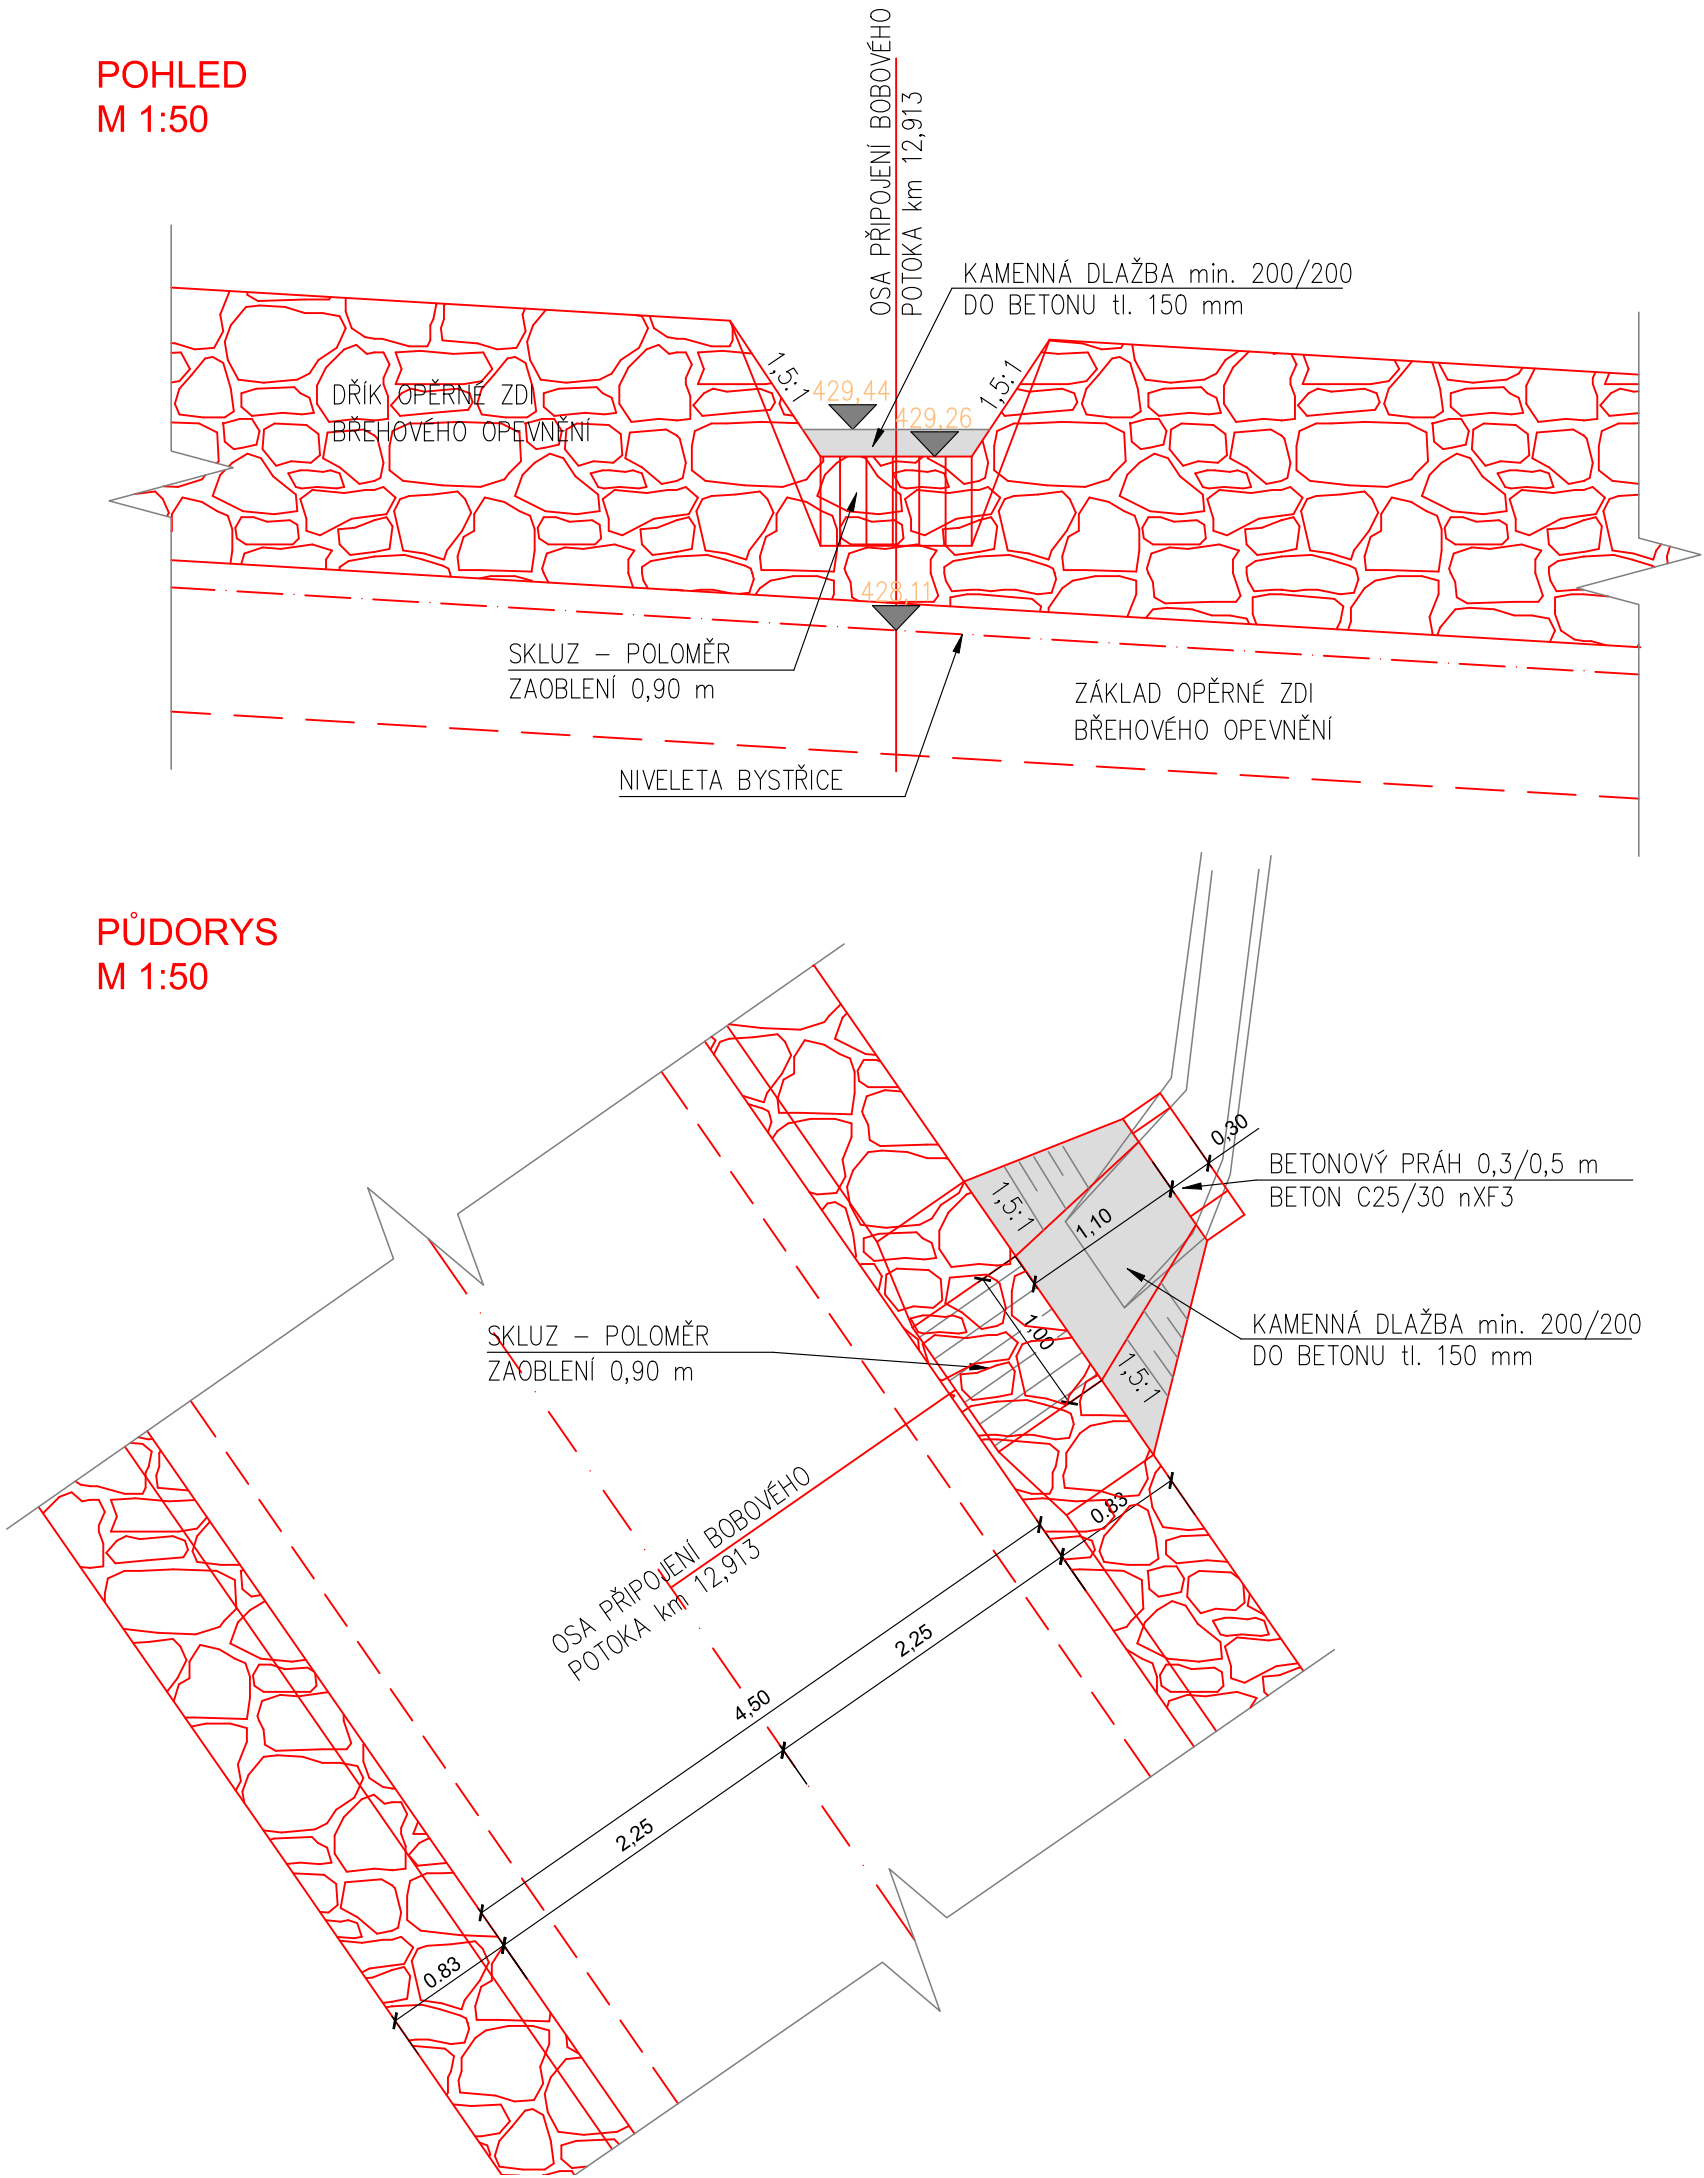 POHLED
M 1:50
OSA PŘIPOJENÍ BOBOVÉHO
POTOKA km 12,913
KAMENNÁ DLAŽBA min. 200/200
DO BETONU tl. 150 mm
1,5:1
1,5:1
429,44
429,26
DŘÍK OPĚRNÉ ZDI
BŘEHOVÉHO OPEVNĚNÍ
428,11
SKLUZ – POLOMĚR
ZAOBLENÍ 0,90 m
ZÁKLAD OPĚRNÉ ZDI
BŘEHOVÉHO OPEVNĚNÍ
NIVELETA BYSTŘICE
PŮDORYS
M 1:50
0,30
BETONOVÝ PRÁH 0,3/0,5 m
BETON C25/30 nXF3
1,5:1
1,10
KAMENNÁ DLAŽBA min. 200/200
DO BETONU tl. 150 mm
SKLUZ – POLOMĚR
ZAOBLENÍ 0,90 m
1,00
1,5:1
OSA PŘIPOJENÍ BOBOVÉHO
POTOKA km 12,913
0.83
2,25
4,50
2,25
0.83